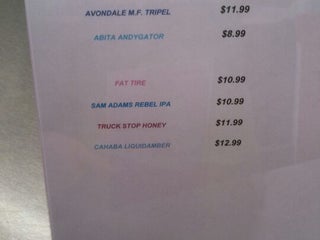 AVONDALE M.F. TRIPEL $11.99
ABITA ANDYGATOR $8.99
FAT TIRE $10.99
SAM ADAMS REBEL IPA $10.99
TRUCK STOP HONEY $11.99
CAHABA LIQUIDAMBER $12.99